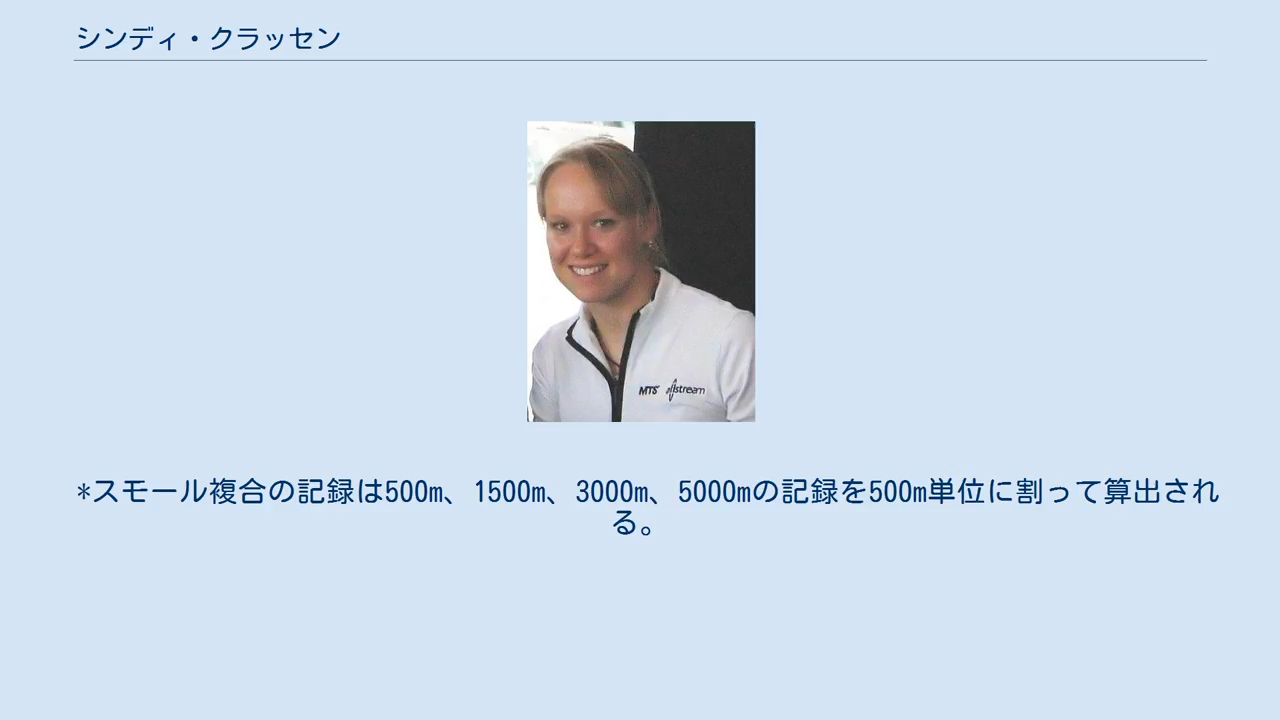 シンディ・クラッセン
MTS allstream
*スモール複合の記録は500m、1500m、3000m、5000mの記録を500m単位に割って算出され
る。